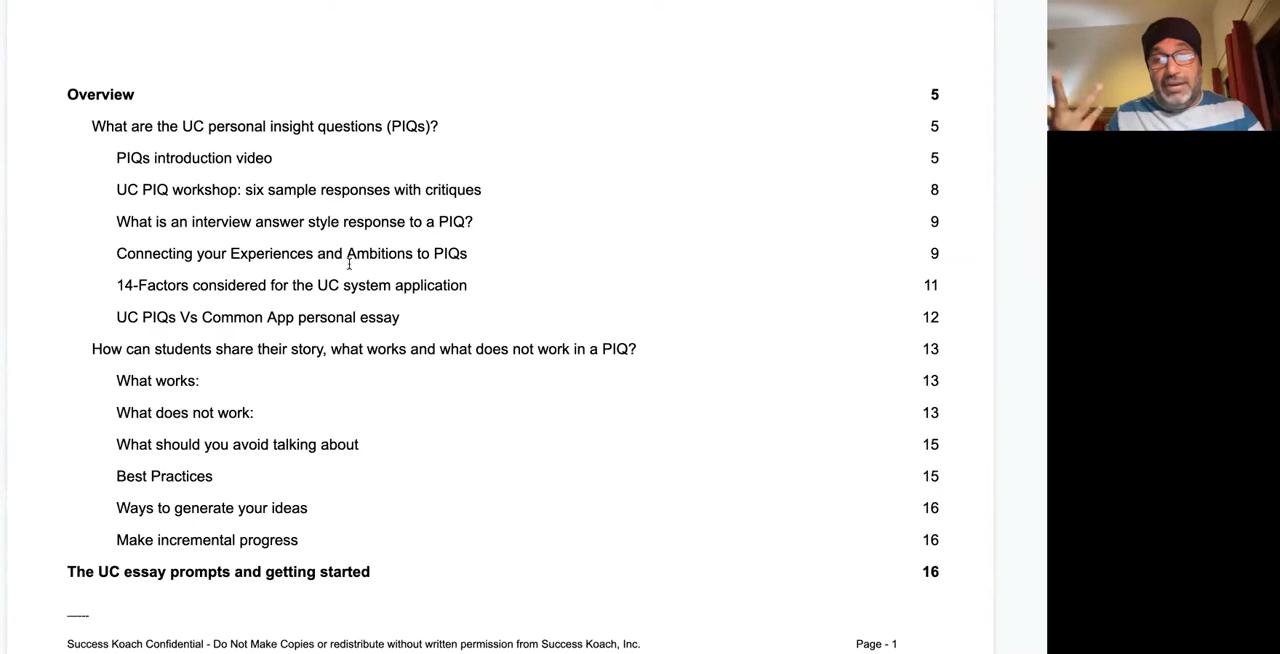 Overview 5
What are the UC personal insight questions (PIQs)? 5
PIQs introduction video 5
UC PIQ workshop: six sample responses with critiques 8
What is an interview answer style response to a PIQ? 9
Connecting your Experiences and Ambitions to PIQs 9
14-Factors considered for the UC system application 11
UC PIQs Vs Common App personal essay 12
How can students share their story, what works and what does not work in a PIQ? 13
What works: 13
What does not work: 13
What should you avoid talking about 15
Best Practices 15
Ways to generate your ideas 16
Make incremental progress 16
The UC essay prompts and getting started 16
Success Koach Confidential - Do Not Make Copies or redistribute without written permission from Success Koach, Inc. Page - 1